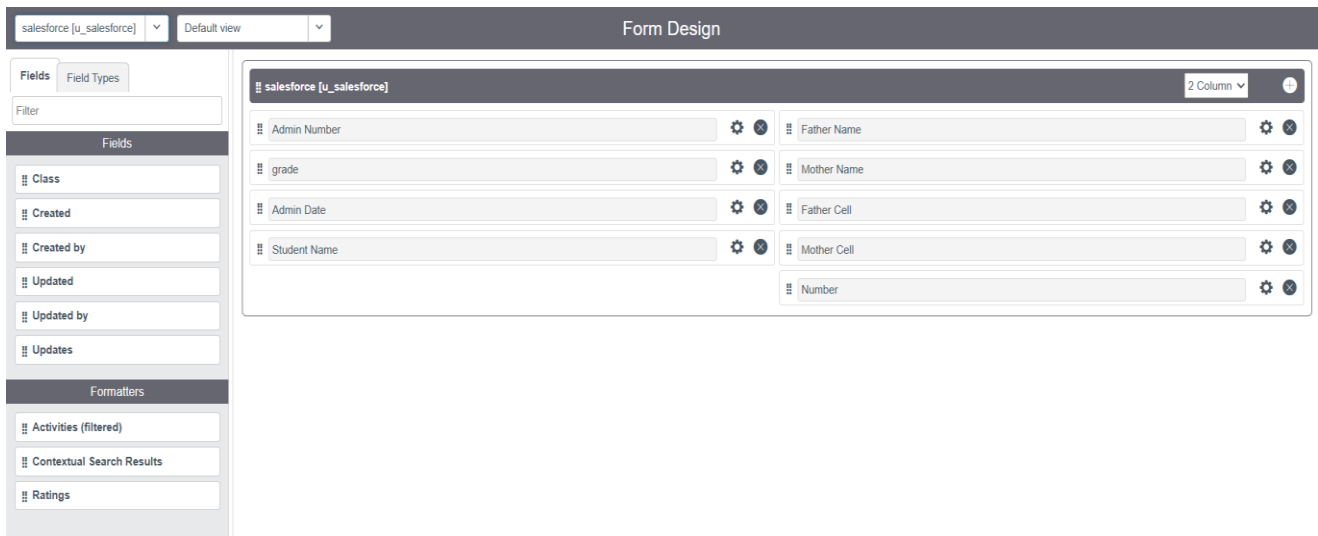 salesforce [u_salesforce]
Default view
Form Design
Fields
Field Types
Filter
Fields
Class
Created
Created by
Updated
Updated by
Updates
Formatters
Activities (filtered)
Contextual Search Results
Ratings
salesforce [u_salesforce]
2 Column
Admin Number
grade
Admin Date
Student Name
Father Name
Mother Name
Father Cell
Mother Cell
Number